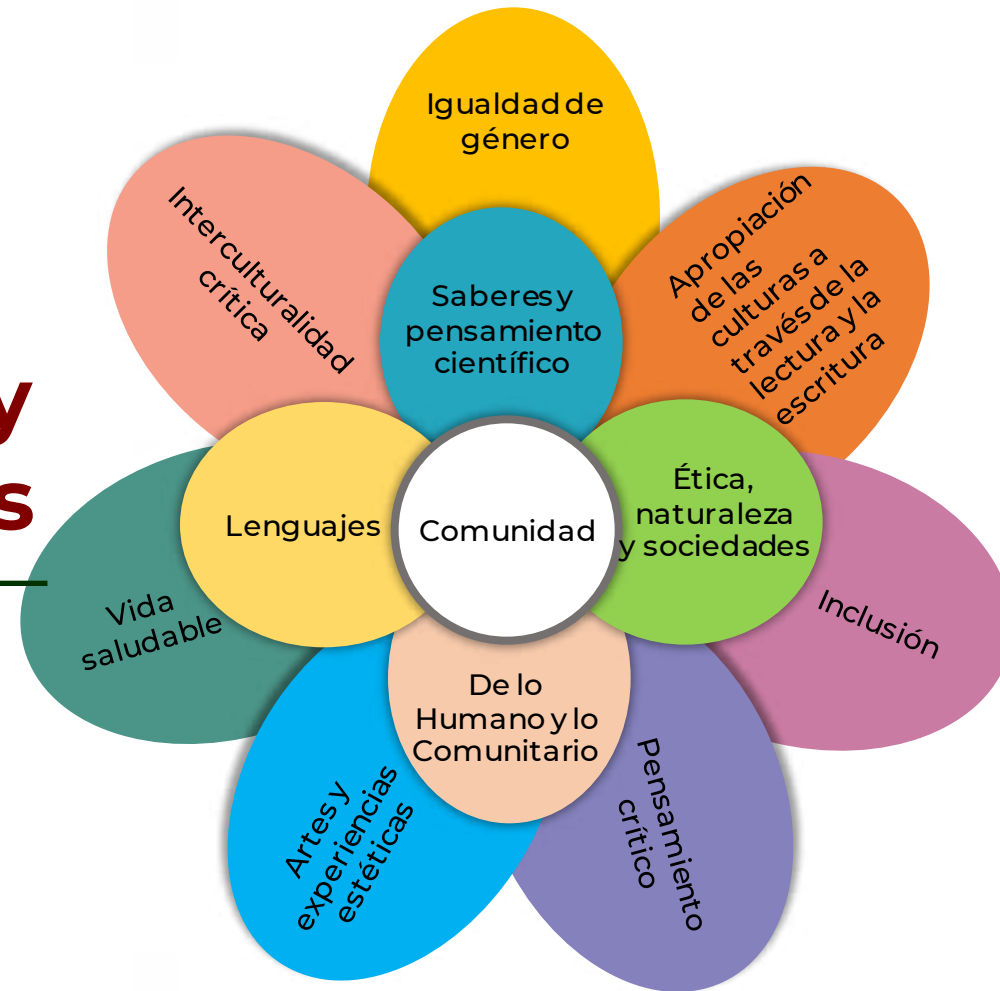 Igualdad de
género
Interculturalidad
crítica
Apropiación
de las
culturas a
través de la
lectura y la
escritura
Saberes y
pensamiento
científico
y
s
Lenguajes
Comunidad
Ética,
naturaleza
y sociedades
Vida
saludable
Inclusión
De lo
Humano y lo
Comunitario
Artes y
experiencias
estéticas
Pensamiento
crítico